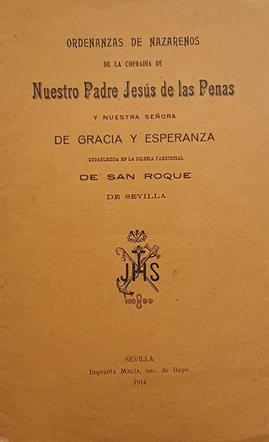 ORDENANZAS DE NAZARENOS
DE LA COFRADÍA DE
Nuestro Padre Jesús de las Penas
Y NUESTRA SEÑORA
DE GRACIA Y ESPERANZA
ESTABLECIDA EN LA IGLESIA PARROQUIAL
DE SAN ROQUE
DE SEVILLA
JHS
NO8DO
SEVILLA
Imprenta MACÍA, suc. de Bayo.
1914